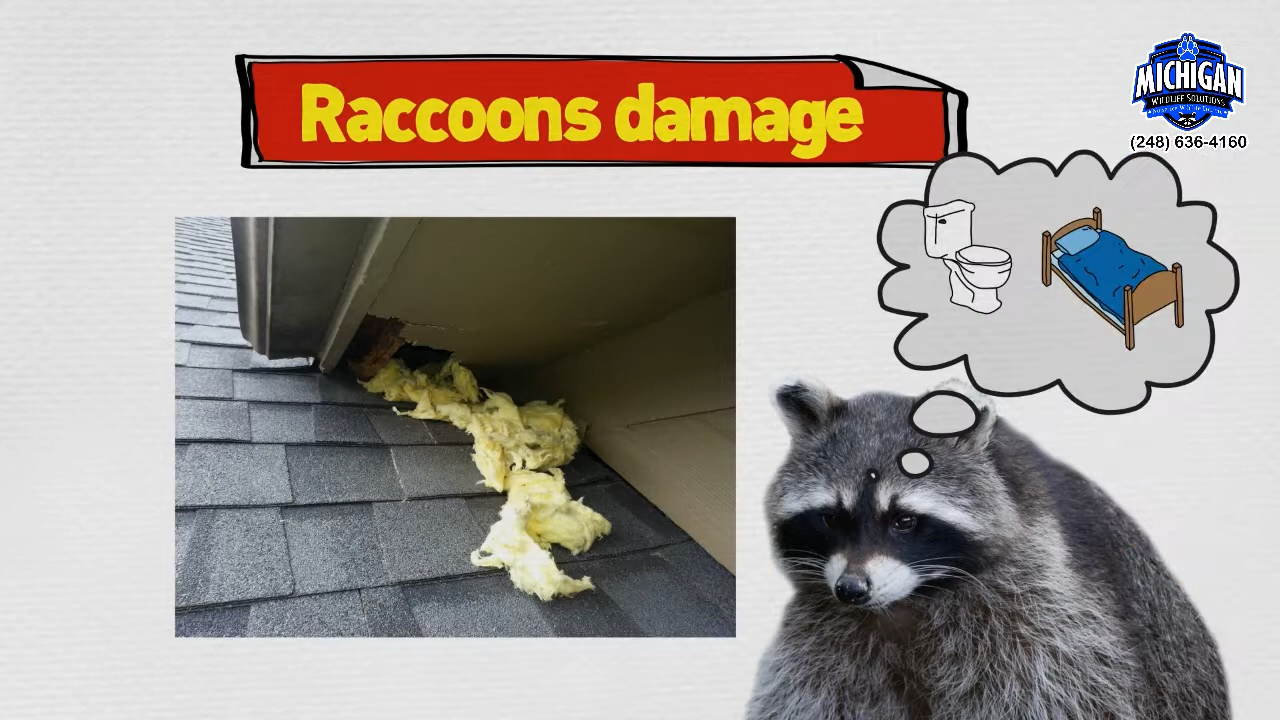 Raccoons damage
MICHIGAN
WILDLIFE SOLUTIONS
(248) 636-4160